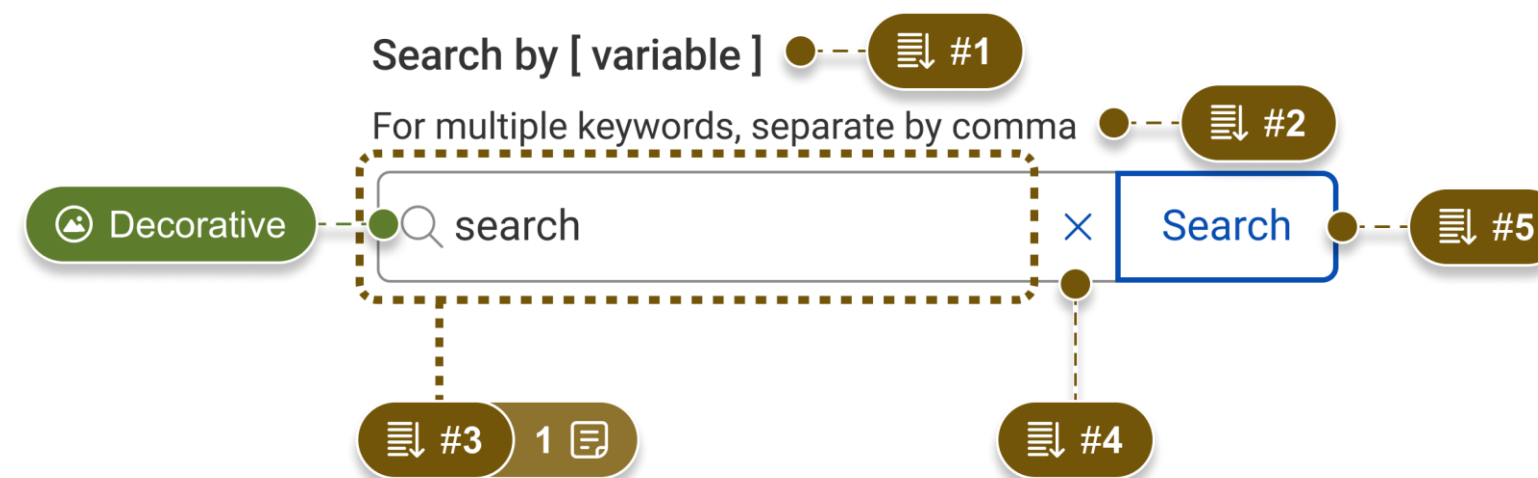 Search by [ variable ] #1
For multiple keywords, separate by comma #2
Decorative search Search #5
#3 1 #4